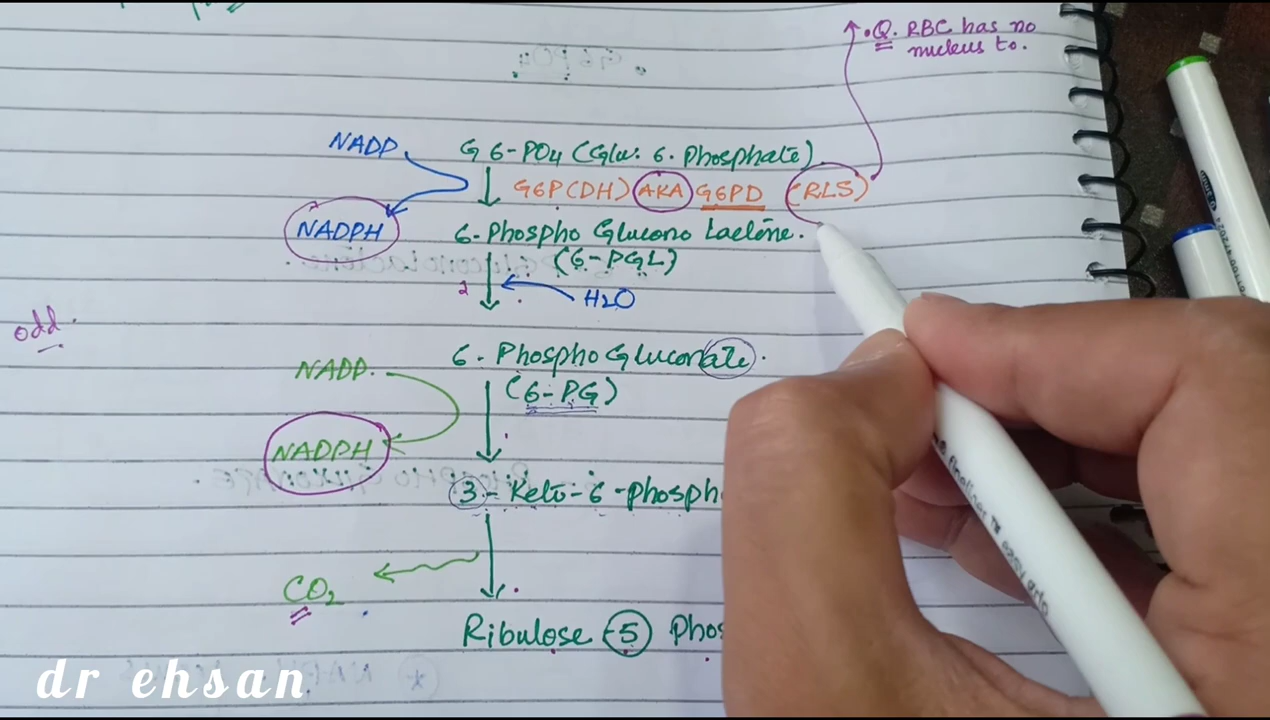 • Q. RBC has no
nucleus to.
G6PO4
NADP
G 6-PO4 (Glu. 6. Phosphate)
G6P(DH) AKA G6PD (RLS)
NADPH
6-Phospho Glucono Lactone.
(6-PGL)
2
H2O
odd.
6. Phospho Gluconate.
NADP.
(6-PG)
NADPH
3-Keto-6-phosph
CO2
Ribulose-5 Phos
dr ehsan